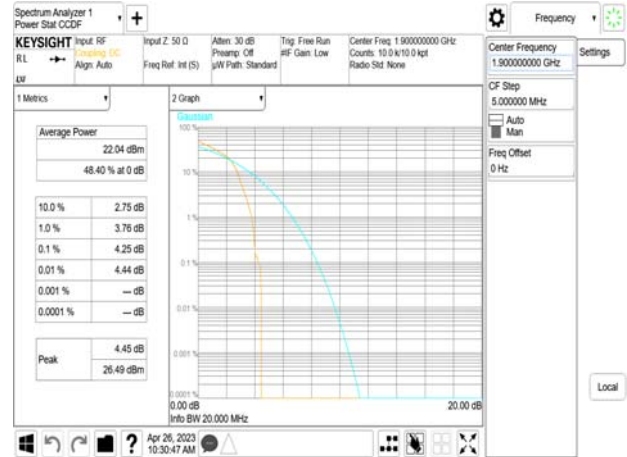 Spectrum Analyzer 1
Power Stat CCDF
+
Frequency
KEYSIGHT
RL
Input: RF
Coupling: DC
Align: Auto
Input Z: 50 Ω
Freq Ref: Int (S)
Atten: 30 dB
Preamp: Off
µW Path: Standard
Trig: Free Run
#IF Gain: Low
Center Freq: 1.900000000 GHz
Counts: 10.0 k/10.0 kpt
Radio Std: None
Center Frequency
1.900000000 GHz
Settings
CF Step
5.000000 MHz
Auto
Man
Freq Offset
0 Hz
1 Metrics
2 Graph
Average Power
22.04 dBm
48.40 % at 0 dB
10.0 % 2.75 dB
1.0 % 3.76 dB
0.1 % 4.25 dB
0.01 % 4.44 dB
0.001 % --- dB
0.0001 % --- dB
Peak
4.45 dB
26.49 dBm
Gaussian
100 %
10 %
1 %
0.1 %
0.01 %
0.001 %
0.0001 %
0.00 dB 20.00 dB
Info BW 20.000 MHz
Local
?
Apr 26, 2023
10:30:47 AM